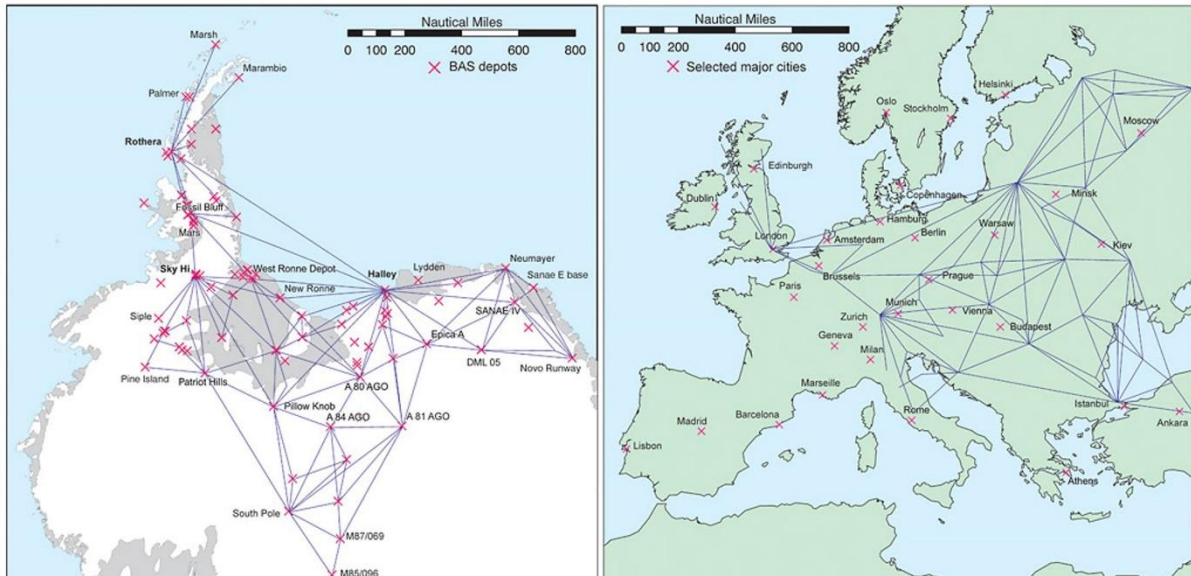 Nautical Miles
0 200 400 600 800
BAS depots
Marsh
Marambio
Palmer
Rothera
Fossil Bluff
Mars
Sky Hi
West Ronne Depot
New Ronne
Halley
Lydden
Neumayer
Sanae E base
SANAE IV
Siple
Epica A
DML 05
Novo Runway
Pine Island
Patriot Hills
A 80 AGO
Pillow Knob
A 84 AGO
A 81 AGO
South Pole
M87/069
M85/096
Nautical Miles
0 200 400 600 800
Selected major cities
Helsinki
Oslo
Stockholm
Moscow
Edinburgh
Dublin
Copenhagen
Minsk
Hamburg
London
Amsterdam
Berlin
Warsaw
Kiev
Brussels
Prague
Paris
Munich
Zurich
Vienna
Budapest
Geneva
Milan
Marseille
Istanbul
Ankara
Rome
Madrid
Barcelona
Lisbon
Athens